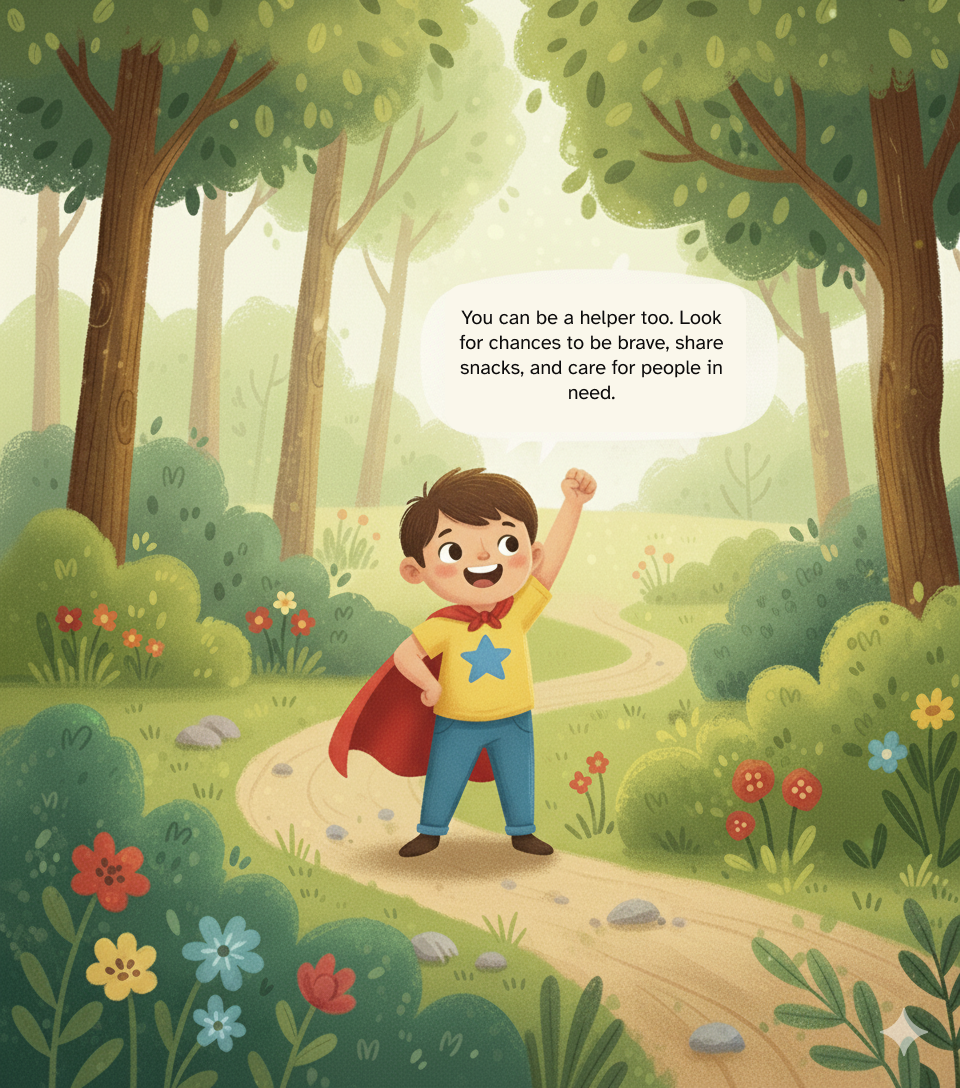 You can be a helper too. Look
for chances to be brave, share
snacks, and care for people in
need.